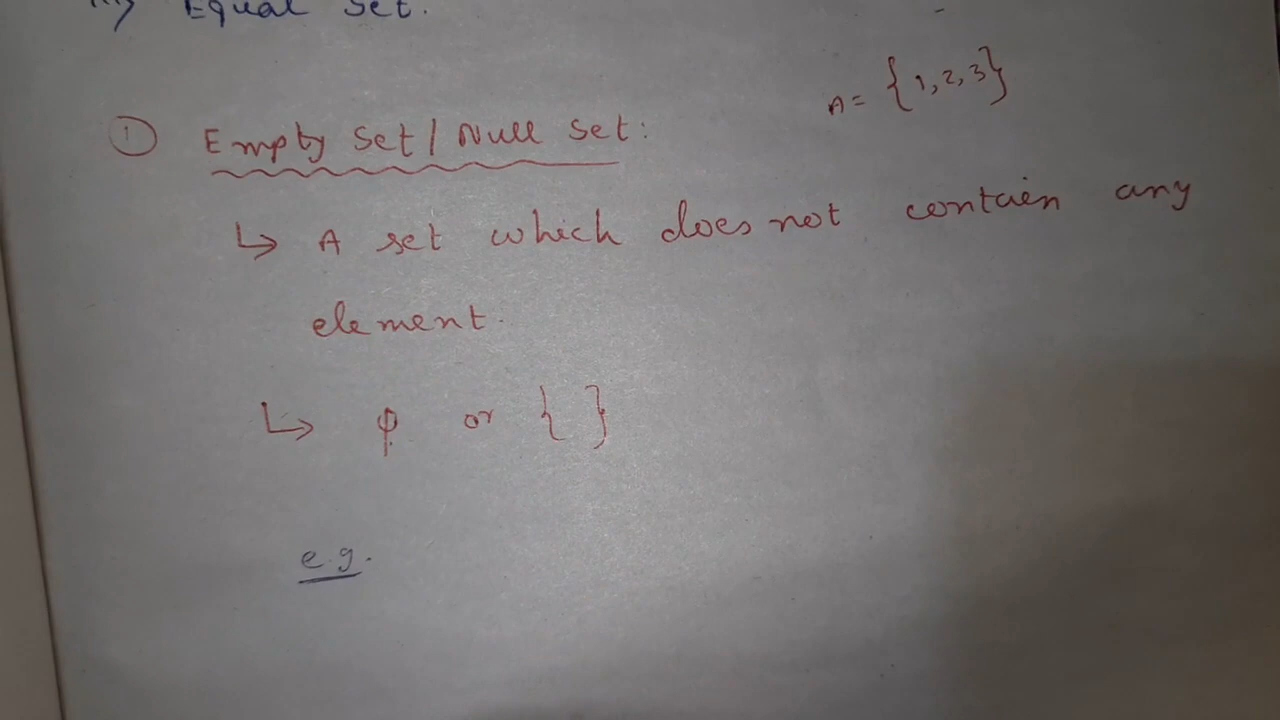 Equal Set.
A = {1, 2, 3}
① Empty Set / Null Set:
↳ A set which does not contain any
element.
↳ φ or { }
e.g.